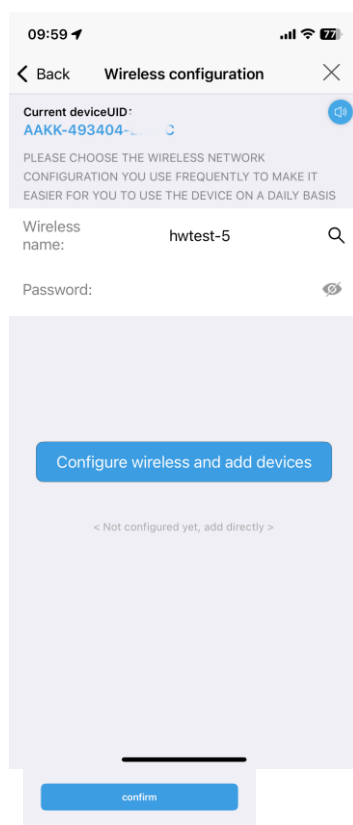 09:59
77
Back Wireless configuration
Current deviceUID:
AAKK-493404-
PLEASE CHOOSE THE WIRELESS NETWORK
CONFIGURATION YOU USE FREQUENTLY TO MAKE IT
EASIER FOR YOU TO USE THE DEVICE ON A DAILY BASIS
Wireless
name:
hwtest-5
Password:
Configure wireless and add devices
< Not configured yet, add directly >
confirm